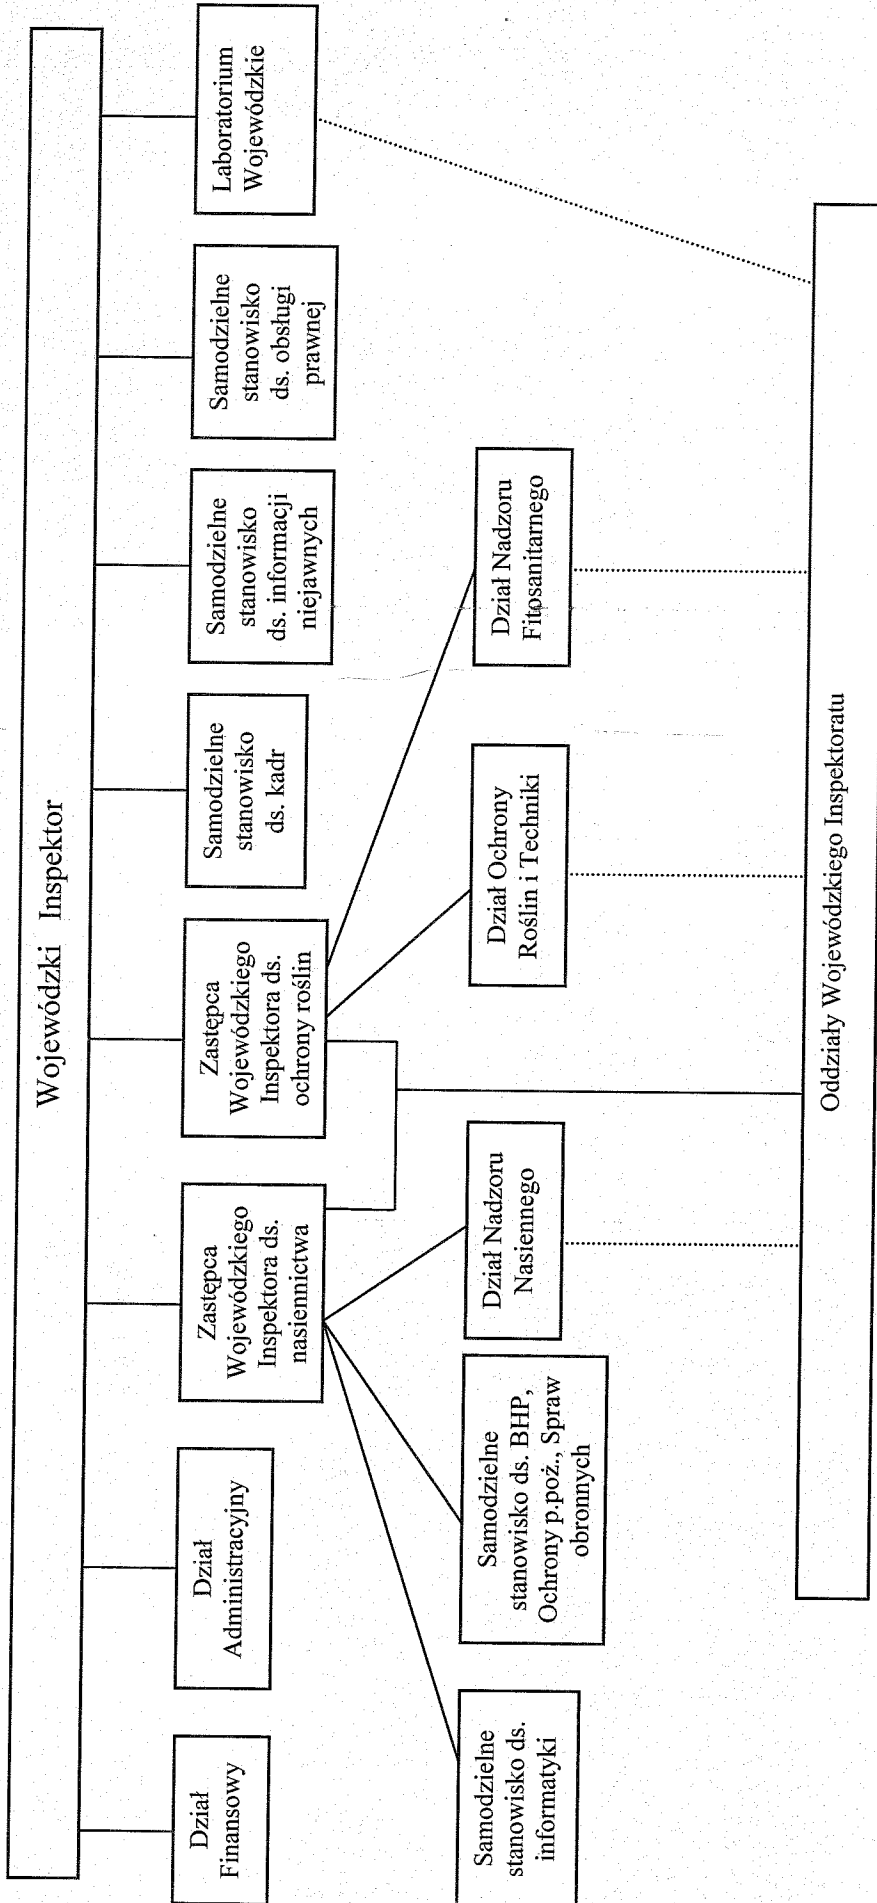 Wojewódzki Inspektor
Dział
Finansowy
Dział
Administracyjny
Zastępca
Wojewódzkiego
Inspektora ds.
nasiennictwa
Zastępca
Wojewódzkiego
Inspektora ds.
ochrony roślin
Samodzielne
stanowisko
ds. kadr
Samodzielne
stanowisko
ds. informacji
niejawnych
Samodzielne
stanowisko
ds. obsługi
prawnej
Laboratorium
Wojewódzkie
Samodzielne
stanowisko ds.
informatyki
Samodzielne
stanowisko ds. BHP,
Ochrony p.poż., Spraw
obronnych
Dział Nadzoru
Nasiennego
Dział Ochrony
Roślin i Techniki
Dział Nadzoru
Fitosanitarnego
Oddziały Wojewódzkiego Inspektoratu